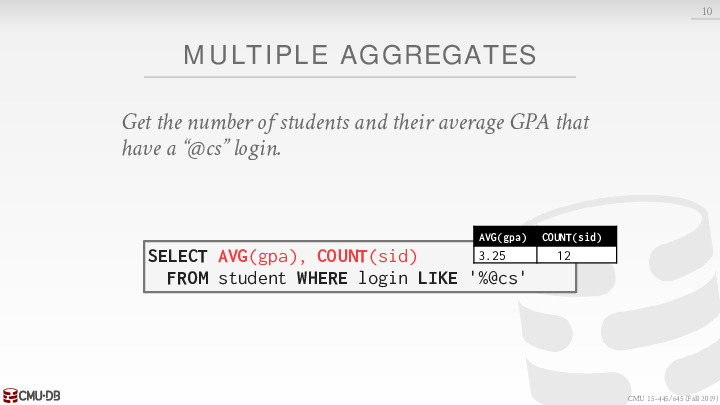 10
MULTIPLE AGGREGATES
Get the number of students and their average GPA that
have a “@cs” login.
AVG(gpa) COUNT(sid)
3.25 12
SELECT AVG(gpa), COUNT(sid)
FROM student WHERE login LIKE '%@cs'
CMU·DB
CMU 15-445/645 (Fall 2019)